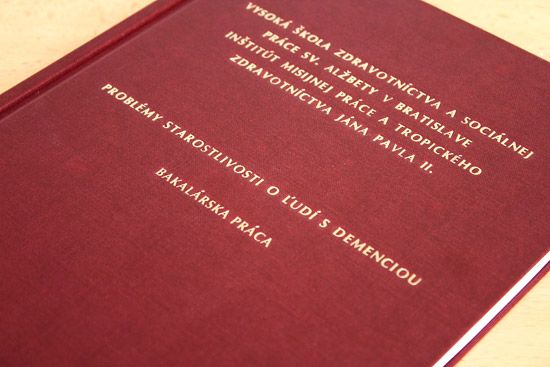 VYSOKÁ ŠKOLA ZDRAVOTNÍCTVA A SOCIÁLNEJ
PRÁCE SV. ALŽBETY V BRATISLAVE
INŠTITÚT MISIJNEJ PRÁCE A TROPICKÉHO
ZDRAVOTNÍCTVA JÁNA PAVLA II.
PROBLÉMY STAROSTLIVOSTI O ĽUDÍ S DEMENCIOU
BAKALÁRSKA PRÁCA